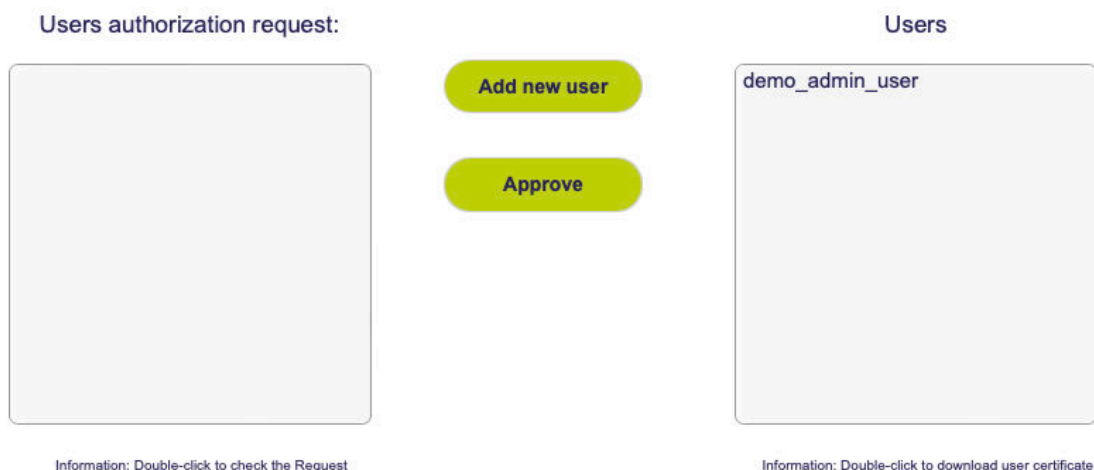 Users authorization request:
Users
Add new user
demo_admin_user
Approve
Information: Double-click to check the Request
Information: Double-click to download user certificate